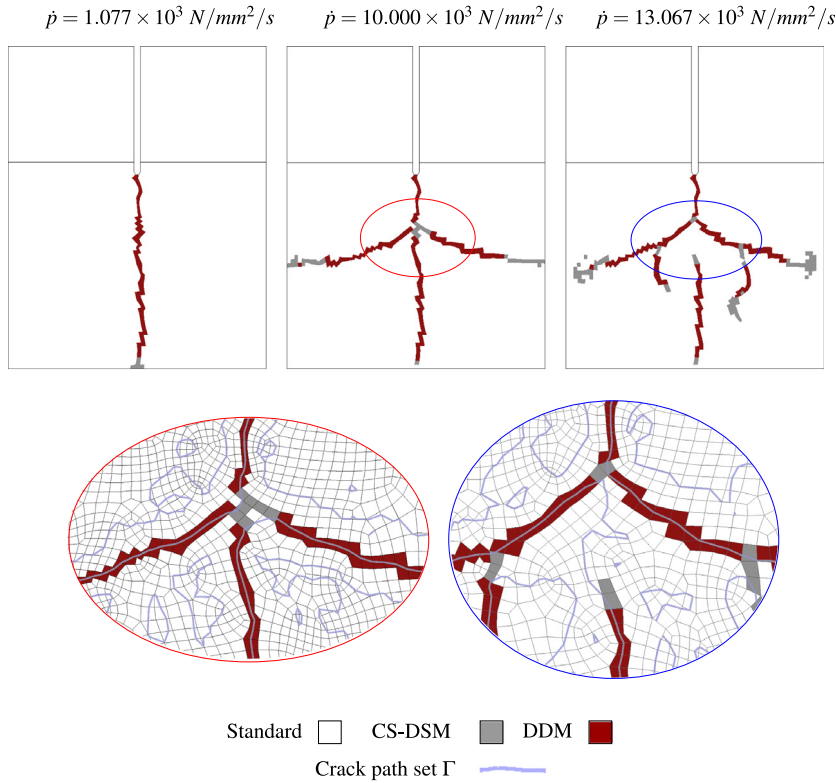 ṗ = 1.077 × 10³ N/mm²/s ṗ = 10.000 × 10³ N/mm²/s ṗ = 13.067 × 10³ N/mm²/s
Standard CS-DSM DDM
Crack path set Γ